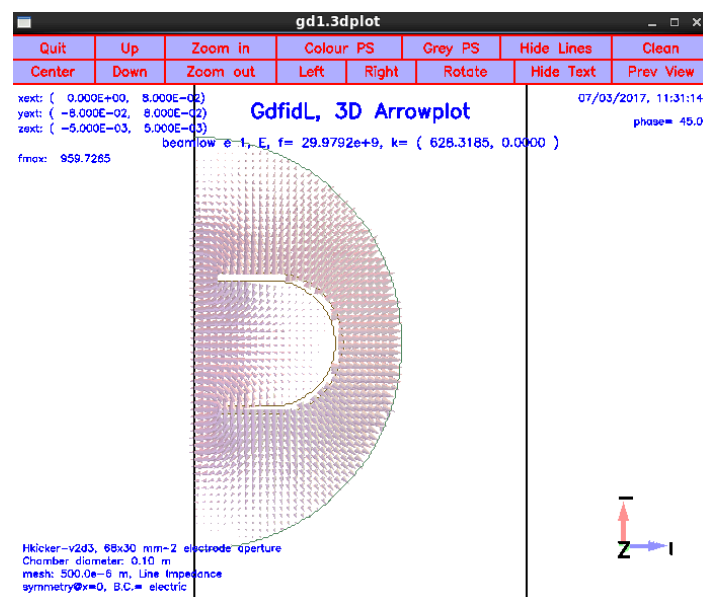 gd1.3dplot
Quit Up Zoom in Colour PS Grey PS Hide Lines Clean
Center Down Zoom out Left Right Rotate Hide Text Prev View
xext: ( 0.000E+00, 8.000E-02)
yext: ( -8.000E-02, 8.000E-02)
zext: ( -5.000E-03, 5.000E-03)
GdfidL, 3D Arrowplot
07/03/2017, 11:31:14
phase= 45.0
beamlow e 1, E, f= 29.9792e+9, k= ( 628.3185, 0.0000 )
fmax: 959.7265
Z
Hkicker-v2d3, 68x30 mm~2 electrode aperture
Chamber diameter: 0.10 m
mesh: 500.0e-6 m, Line Impedance
symmetry@x=0, B.C.= electric